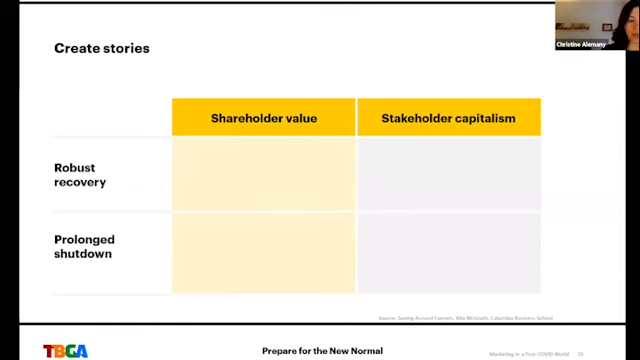 Christine Alemany
Create stories
Shareholder value
Stakeholder capitalism
Robust
recovery
Prolonged
shutdown
Source: Seeing Around Corners, Rita McGrath, Columbia Business School
TBGA
Prepare for the New Normal
Marketing in a Post-COVID World 26